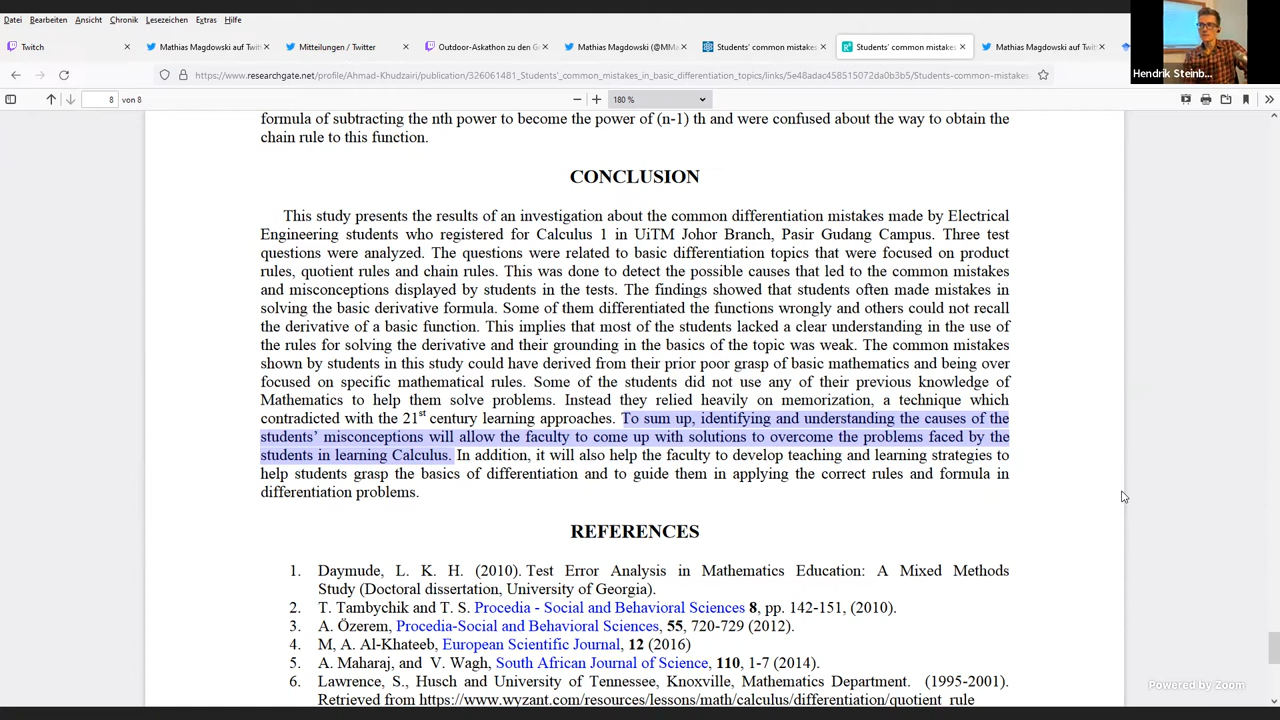 Datei Bearbeiten Ansicht Chronik Lesezeichen Extras Hilfe
Twitch
Mathias Magdowski auf Twit
Mitteilungen / Twitter
Outdoor-Askathon zu den G
Mathias Magdowski (@MMa
Students' common mistakes
Students' common mistakes
Mathias Magdowski auf Twit
https://www.researchgate.net/profile/Ahmad-Khudzairi/publication/326061481_Students'_common_mistakes_in_basic_differentiation_topics/links/5e48adac458515072da0b3b5/Students-common-mistakes-
Hendrik Steinb...
8 von 8
180 %
formula of subtracting the nth power to become the power of (n-1) th and were confused about the way to obtain the
chain rule to this function.
CONCLUSION
This study presents the results of an investigation about the common differentiation mistakes made by Electrical
Engineering students who registered for Calculus 1 in UiTM Johor Branch, Pasir Gudang Campus. Three test
questions were analyzed. The questions were related to basic differentiation topics that were focused on product
rules, quotient rules and chain rules. This was done to detect the possible causes that led to the common mistakes
and misconceptions displayed by students in the tests. The findings showed that students often made mistakes in
solving the basic derivative formula. Some of them differentiated the functions wrongly and others could not recall
the derivative of a basic function. This implies that most of the students lacked a clear understanding in the use of
the rules for solving the derivative and their grounding in the basics of the topic was weak. The common mistakes
shown by students in this study could have derived from their prior poor grasp of basic mathematics and being over
focused on specific mathematical rules. Some of the students did not use any of their previous knowledge of
Mathematics to help them solve problems. Instead they relied heavily on memorization, a technique which
contradicted with the 21st century learning approaches. To sum up, identifying and understanding the causes of the
students' misconceptions will allow the faculty to come up with solutions to overcome the problems faced by the
students in learning Calculus. In addition, it will also help the faculty to develop teaching and learning strategies to
help students grasp the basics of differentiation and to guide them in applying the correct rules and formula in
differentiation problems.
REFERENCES
1. Daymude, L. K. H. (2010). Test Error Analysis in Mathematics Education: A Mixed Methods
Study (Doctoral dissertation, University of Georgia).
2. T. Tambychik and T. S. Procedia - Social and Behavioral Sciences 8, pp. 142-151, (2010).
3. A. Özerem, Procedia-Social and Behavioral Sciences, 55, 720-729 (2012).
4. M, A. Al-Khateeb, European Scientific Journal, 12 (2016)
5. A. Maharaj, and V. Wagh, South African Journal of Science, 110, 1-7 (2014).
6. Lawrence, S., Husch and University of Tennessee, Knoxville, Mathematics Department. (1995-2001).
Retrieved from https://www.wyzant.com/resources/lessons/math/calculus/differentiation/quotient_rule
Powered by Zoom